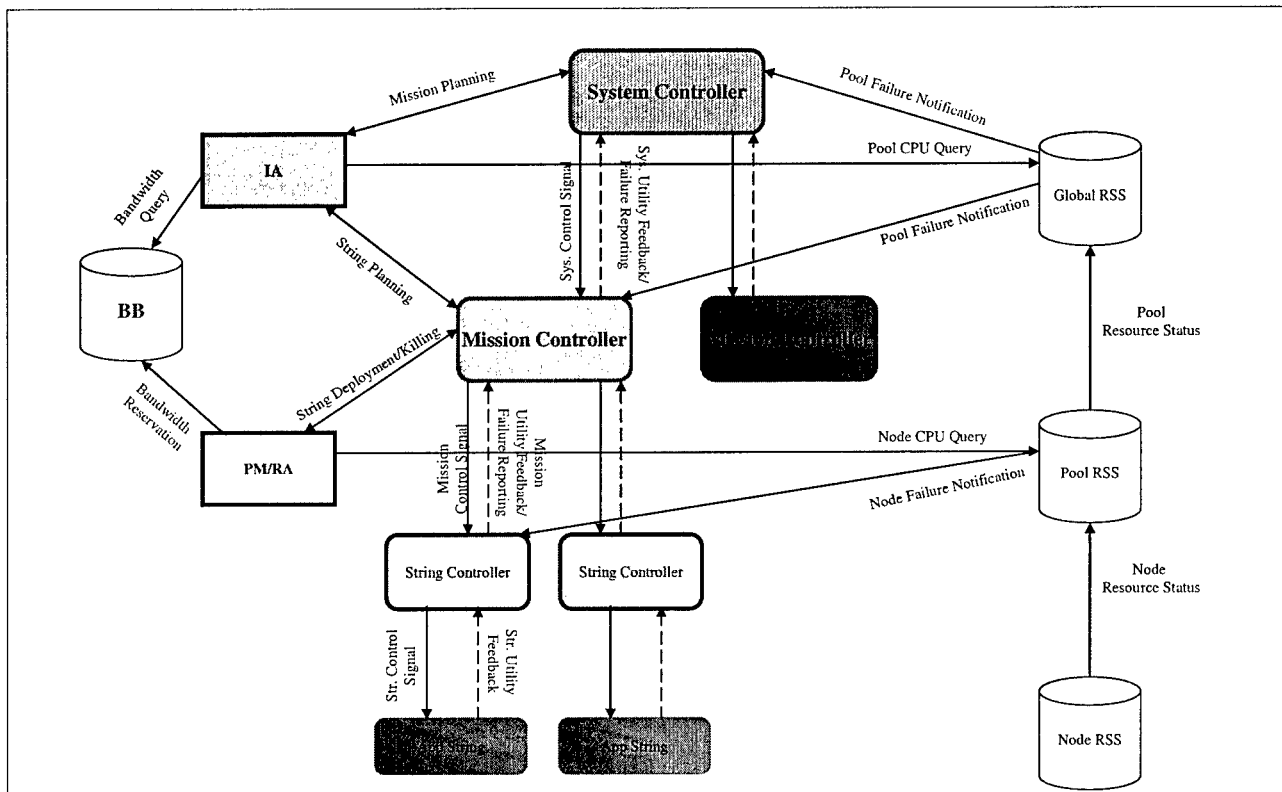 System Controller
Mission Planning
Pool Failure Notification
IA
Pool CPU Query
Global RSS
Bandwidth
Query
Sys. Control Signal
Sys. Utility Feedback/
Failure Reporting
Pool Failure Notification
String Planning
BB
Mission Controller
Controller
Pool
Resource Status
String Deployment/Killing
Bandwidth
Reservation
PM/RA
Mission
Control Signal
Mission
Utility Feedback/
Failure Reporting
Node CPU Query
Node Failure Notification
Pool RSS
String Controller
String Controller
Node
Resource Status
Str. Control
Signal
Str. Utility
Feedback
App String
App String
Node RSS